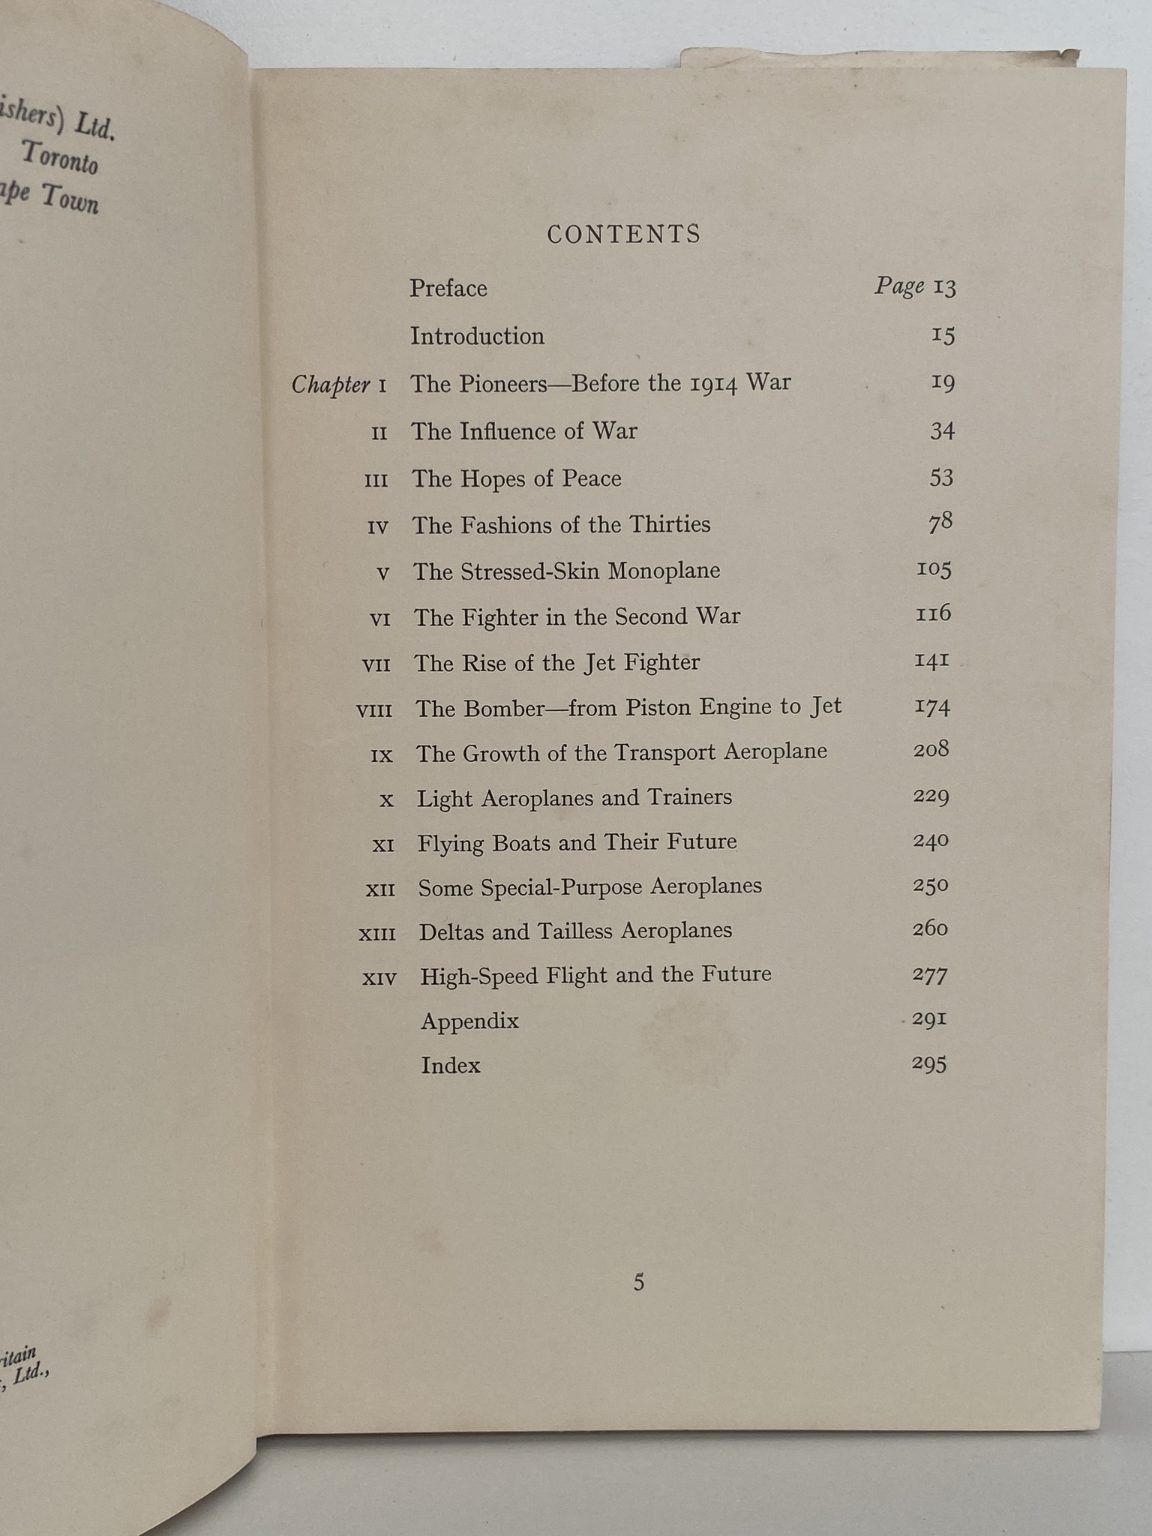 Ltd.
Toronto
Town
Ltd.,
CONTENTS
Preface Page 13
Introduction 15
Chapter I The Pioneers—Before the 1914 War 19
II The Influence of War 34
III The Hopes of Peace 53
IV The Fashions of the Thirties 78
V The Stressed-Skin Monoplane 105
VI The Fighter in the Second War 116
VII The Rise of the Jet Fighter 141
VIII The Bomber—from Piston Engine to Jet 174
IX The Growth of the Transport Aeroplane 208
X Light Aeroplanes and Trainers 229
XI Flying Boats and Their Future 240
XII Some Special-Purpose Aeroplanes 250
XIII Deltas and Tailless Aeroplanes 260
XIV High-Speed Flight and the Future 277
Appendix 291
Index 295
5